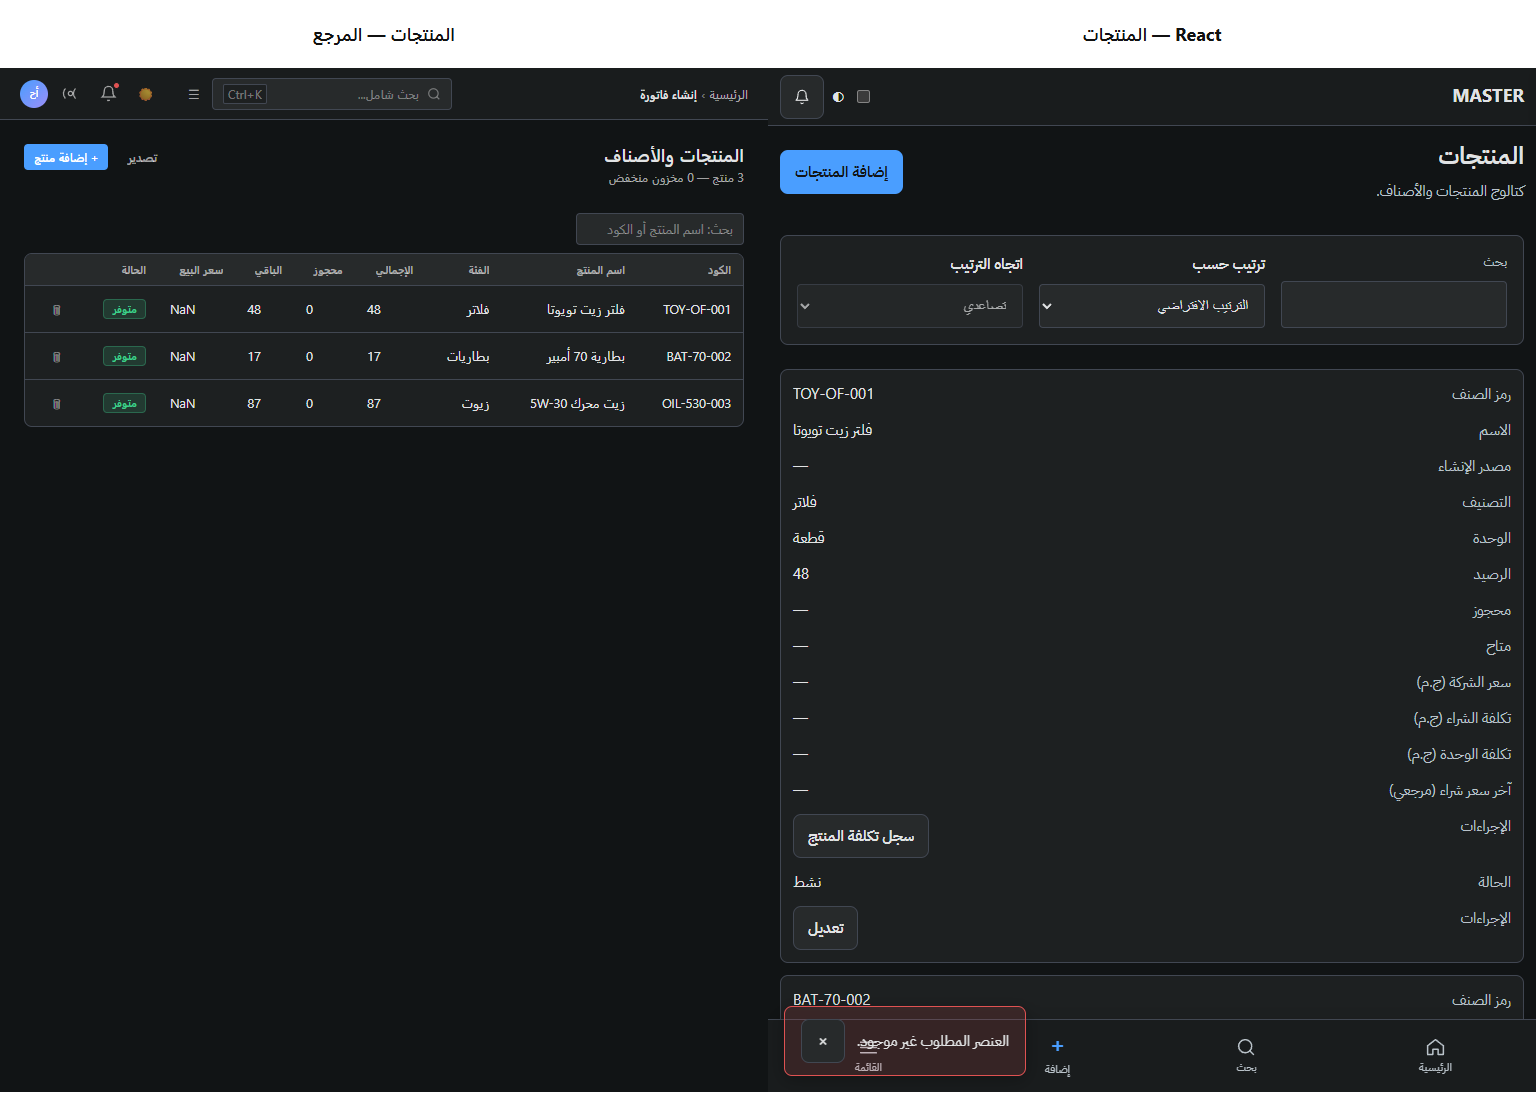 React — المنتجات
MASTER
المنتجات
إضافة المنتجات
كتالوج المنتجات والأصناف.
بحث
ترتيب حسب
اتجاه الترتيب
الترتيب الافتراضي
تصاعدي
رمز الصنف TOY-OF-001
الاسم فلتر زيت تويوتا
مصدر الإنشاء —
التصنيف فلاتر
الوحدة قطعة
الرصيد 48
محجوز —
متاح —
سعر الشركة (ج.م) —
تكلفة الشراء (ج.م) —
تكلفة الوحدة (ج.م) —
آخر سعر شراء (مرجعي) —
الإجراءات سجل تكلفة المنتج
الحالة نشط
الإجراءات تعديل
رمز الصنف BAT-70-002
العنصر المطلوب غير موجود. ×
الرئيسية
بحث
+ إضافة
القائمة
المنتجات — المرجع
الرئيسية › إنشاء فاتورة
بحث شامل... Ctrl+K
أح
المنتجات والأصناف
3 منتج — 0 مخزون منخفض
تصدير
+ إضافة منتج
بحث: اسم المنتج أو الكود
الكود اسم المنتج الفئة الإجمالي محجوز الباقي سعر البيع الحالة
TOY-OF-001 فلتر زيت تويوتا فلاتر 48 0 48 NaN متوفر
BAT-70-002 بطارية 70 أمبير بطاريات 17 0 17 NaN متوفر
OIL-530-003 زيت محرك 5W-30 زيوت 87 0 87 NaN متوفر